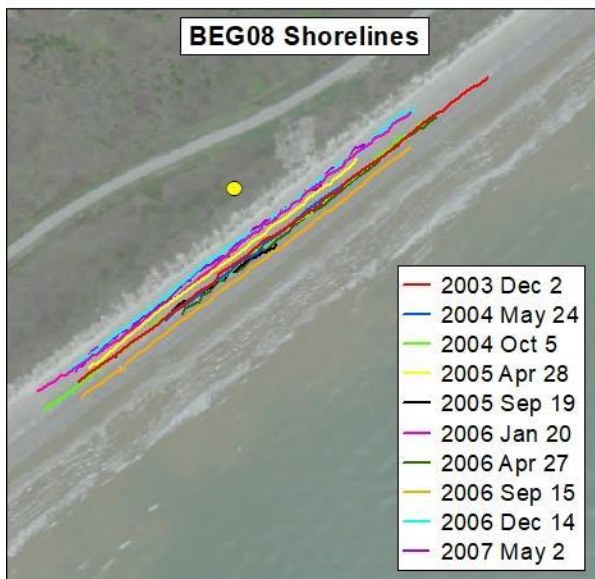 BEG08 Shorelines
2003 Dec 2
2004 May 24
2004 Oct 5
2005 Apr 28
2005 Sep 19
2006 Jan 20
2006 Apr 27
2006 Sep 15
2006 Dec 14
2007 May 2